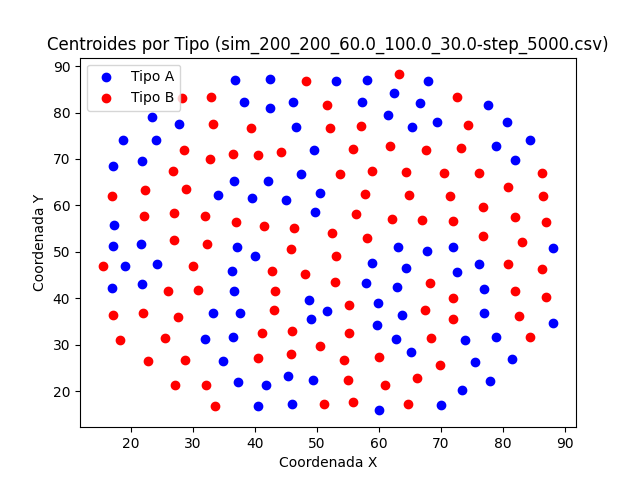 Centroides por Tipo (sim_200_200_60.0_100.0_30.0-step_5000.csv)
Tipo A
Tipo B
90
80
70
60
50
40
30
20
Coordenada Y
20 30 40 50 60 70 80 90
Coordenada X